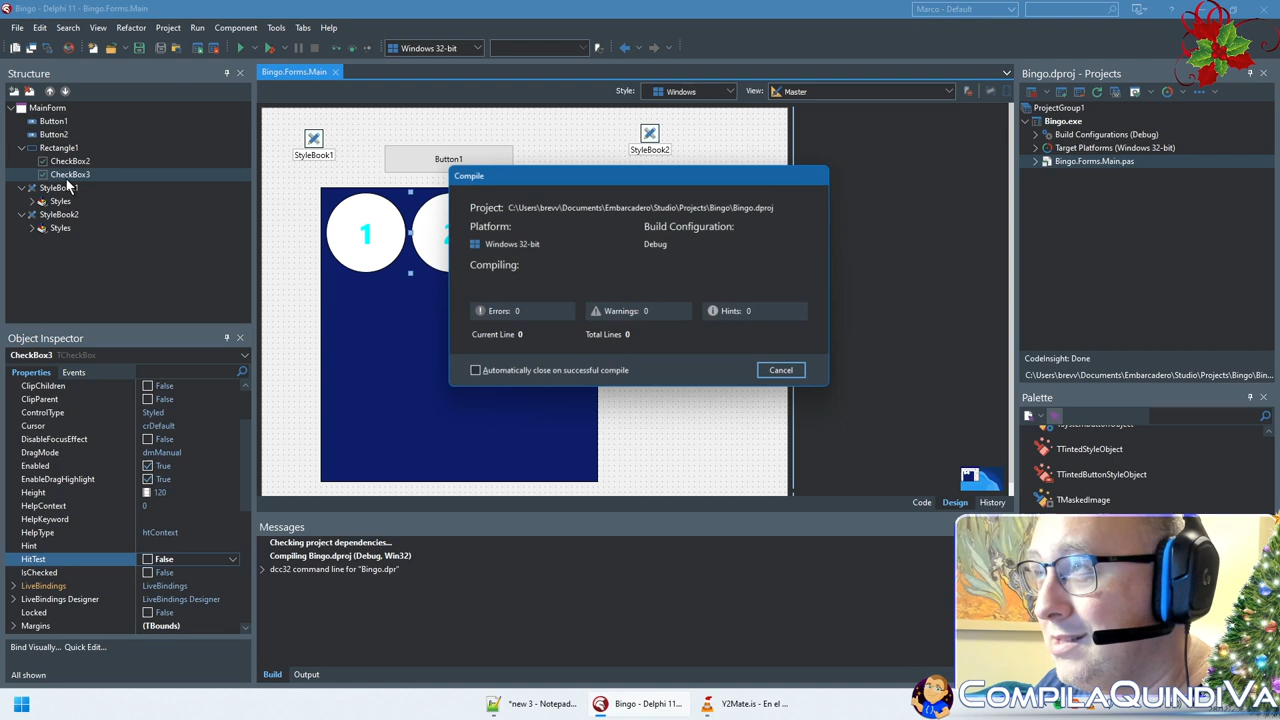 Bingo - Delphi 11 - Bingo.Forms.Main
Marco - Default
File Edit Search View Refactor Project Run Component Tools Tabs Help
Windows 32-bit
Structure
MainForm
Button1
Button2
Rectangle1
CheckBox2
CheckBox3
StyleBook1
Styles
StyleBook2
Styles
Bingo.Forms.Main
Style: Windows View: Master
StyleBook1
Button1
StyleBook2
1
Compile
Project: C:\Users\brevv\Documents\Embarcadero\Studio\Projects\Bingo\Bingo.dproj
Platform: Build Configuration:
Windows 32-bit Debug
Compiling:
Errors: 0 Warnings: 0 Hints: 0
Current Line 0 Total Lines 0
Automatically close on successful compile Cancel
Code Design History
Object Inspector
CheckBox3 TCheckBox
Properties Events
ClipChildren False
ClipParent False
ControlType Styled
Cursor crDefault
DisableFocusEffect False
DragMode dmManual
Enabled True
EnableDragHighlight True
Height 120
HelpContext 0
HelpKeyword
HelpType htContext
Hint
HitTest False
IsChecked False
LiveBindings LiveBindings
LiveBindings Designer LiveBindings Designer
Locked False
Margins (TBounds)
Bind Visually... Quick Edit...
All shown
Messages
Checking project dependencies...
Compiling Bingo.dproj (Debug, Win32)
dcc32 command line for "Bingo.dpr"
Build Output
Bingo.dproj - Projects
ProjectGroup1
Bingo.exe
Build Configurations (Debug)
Target Platforms (Windows 32-bit)
Bingo.Forms.Main.pas
CodeInsight: Done
C:\Users\brevv\Documents\Embarcadero\Studio\Projects\Bingo\Bin...
Palette
TTintedStyleObject
TTintedButtonStyleObject
TMaskedImage
*new 3 - Notepad... Bingo - Delphi 11... Y2Mate.is - En el ...
CompilaQuindiVa